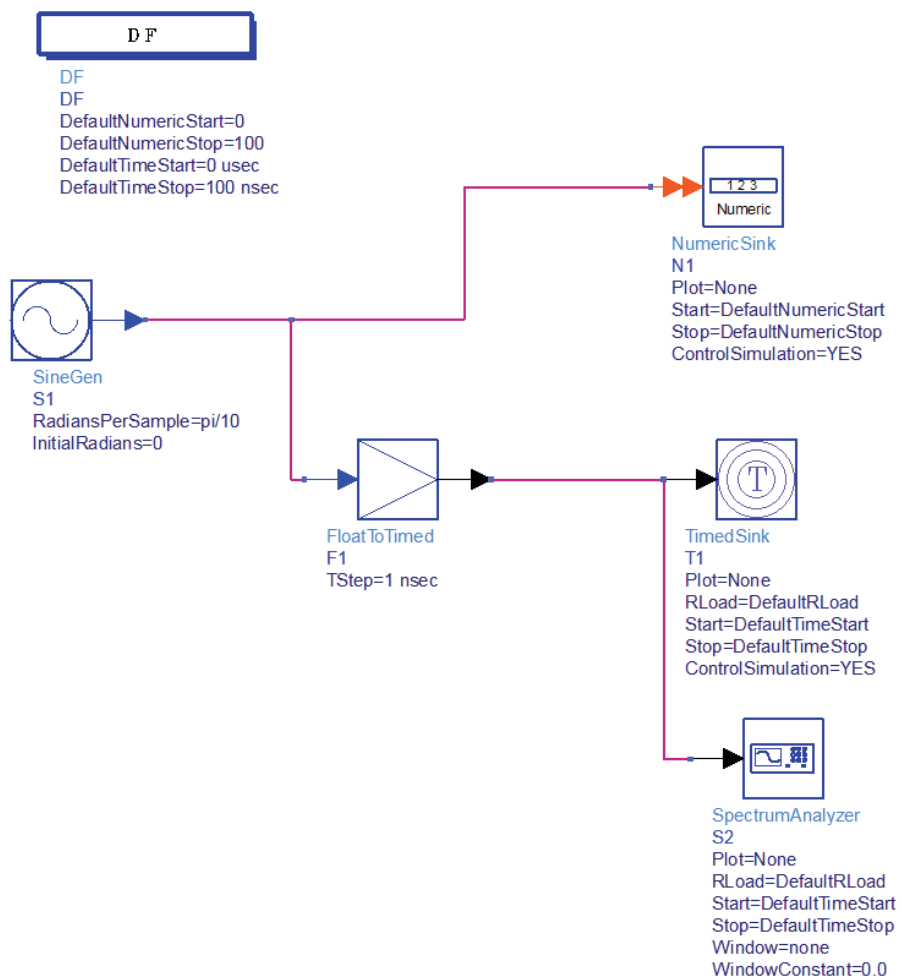 D F
DF
DF
DefaultNumericStart=0
DefaultNumericStop=100
DefaultTimeStart=0 usec
DefaultTimeStop=100 nsec
1 2 3
Numeric
NumericSink
N1
Plot=None
Start=DefaultNumericStart
Stop=DefaultNumericStop
ControlSimulation=YES
SineGen
S1
RadiansPerSample=pi/10
InitialRadians=0
FloatToTimed
F1
TStep=1 nsec
T
TimedSink
T1
Plot=None
RLoad=DefaultRLoad
Start=DefaultTimeStart
Stop=DefaultTimeStop
ControlSimulation=YES
SpectrumAnalyzer
S2
Plot=None
RLoad=DefaultRLoad
Start=DefaultTimeStart
Stop=DefaultTimeStop
Window=none
WindowConstant=0.0